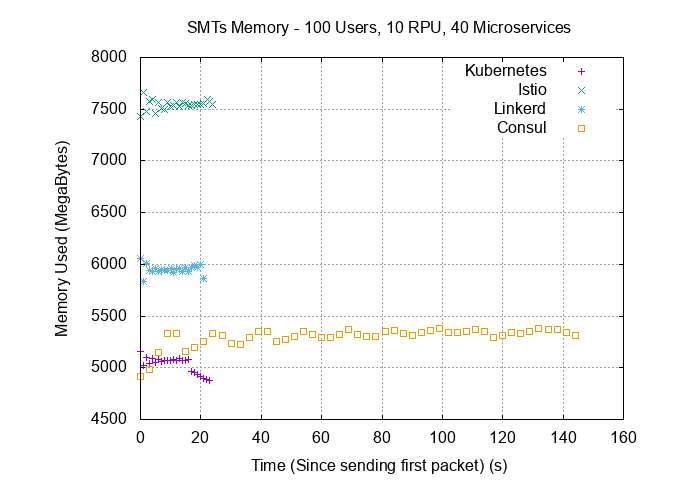 SMTs Memory - 100 Users, 10 RPU, 40 Microservices
Memory Used (MegaBytes)
8000
7500
7000
6500
6000
5500
5000
4500
Kubernetes
Istio
Linkerd
Consul
0 20 40 60 80 100 120 140 160
Time (Since sending first packet) (s)